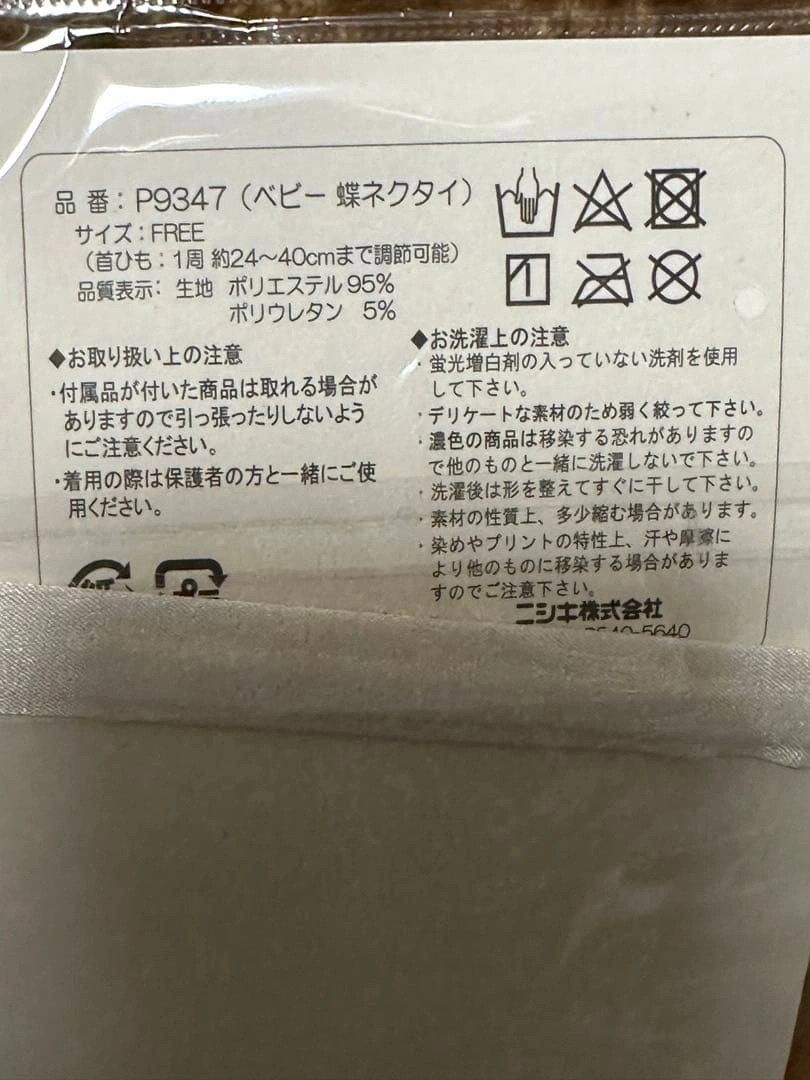 品 番：P9347（ベビー 蝶ネクタイ）
サイズ：FREE
（首ひも：1周 約24～40cmまで調節可能）
品質表示：生地 ポリエステル95%
ポリウレタン 5%
◆お取り扱い上の注意
・付属品が付いた商品は取れる場合が
ありますので引っ張ったりしないよう
にご注意ください。
・着用の際は保護者の方と一緒にご使
用ください。
◆お洗濯上の注意
・蛍光増白剤の入っていない洗剤を使用
して下さい。
・デリケートな素材のため弱く絞って下さい。
・濃色の商品は移染する恐れがありますの
で他のものと一緒に洗濯しないで下さい。
・洗濯後は形を整えてすぐに干して下さい。
・素材の性質上、多少縮む場合があります。
・染めやプリントの特性上、汗や摩擦に
より他のものに移染する場合がありま
すのでご注意下さい。
ニシキ株式会社